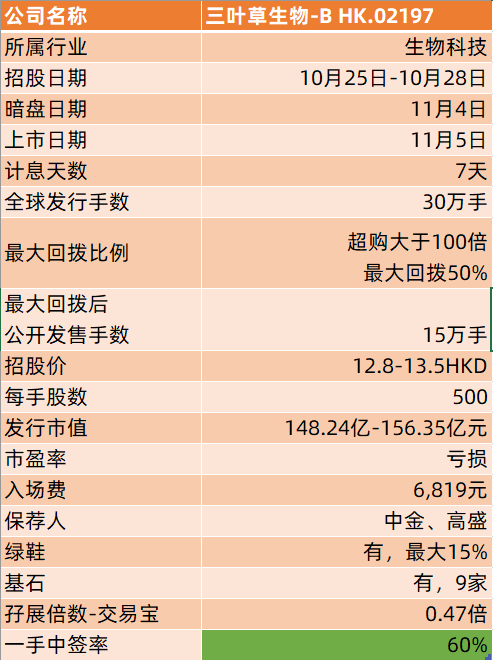 公司名称 三叶草生物-B HK.02197
所属行业 生物科技
招股日期 10月25日-10月28日
暗盘日期 11月4日
上市日期 11月5日
计息天数 7天
全球发行手数 30万手
最大回拨比例 超购大于100倍
最大回拨50%
最大回拨后
公开发售手数 15万手
招股价 12.8-13.5HKD
每手股数 500
发行市值 148.24亿-156.35亿元
市盈率 亏损
入场费 6,819元
保荐人 中金、高盛
绿鞋 有，最大15%
基石 有，9家
孖展倍数-交易宝 0.47倍
一手中签率 60%